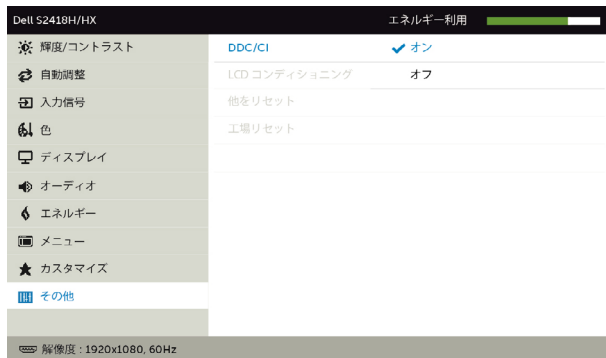 Dell S2418H/HX エネルギー利用
輝度/コントラスト DDC/CI オン
自動調整 LCD コンディショニング オフ
入力信号 他をリセット
色 工場リセット
ディスプレイ
オーディオ
エネルギー
メニュー
カスタマイズ
その他
解像度 : 1920x1080, 60Hz